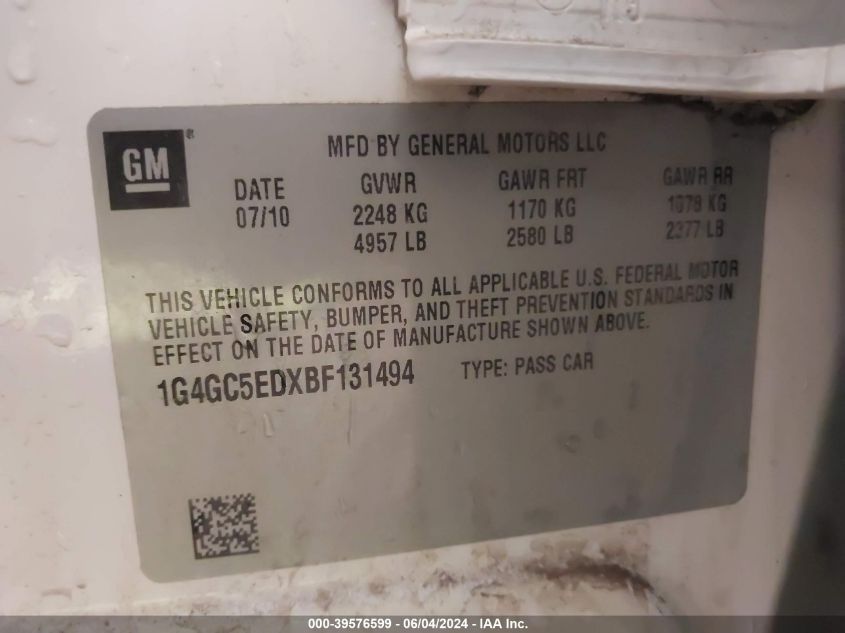 GM®
MFD BY GENERAL MOTORS LLC
DATE GVWR GAWR FRT GAWR RR
07/10 2248 KG 1170 KG 1078 KG
4957 LB 2580 LB 2377 LB
THIS VEHICLE CONFORMS TO ALL APPLICABLE U.S. FEDERAL MOTOR
VEHICLE SAFETY, BUMPER, AND THEFT PREVENTION STANDARDS IN
EFFECT ON THE DATE OF MANUFACTURE SHOWN ABOVE.
1G4GC5EDXBF131494 TYPE: PASS CAR
000-39576599 - 06/04/2024 - IAA Inc.